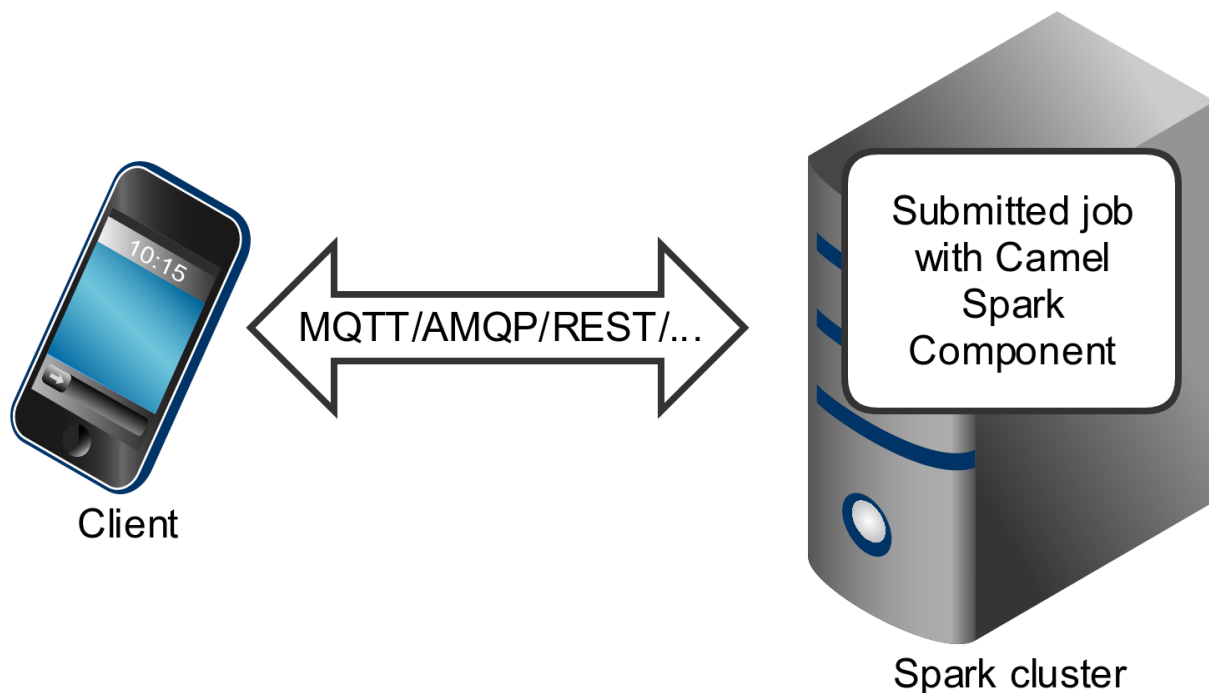 10:15
Client
MQTT/AMQP/REST/...
Submitted job
with Camel
Spark
Component
Spark cluster